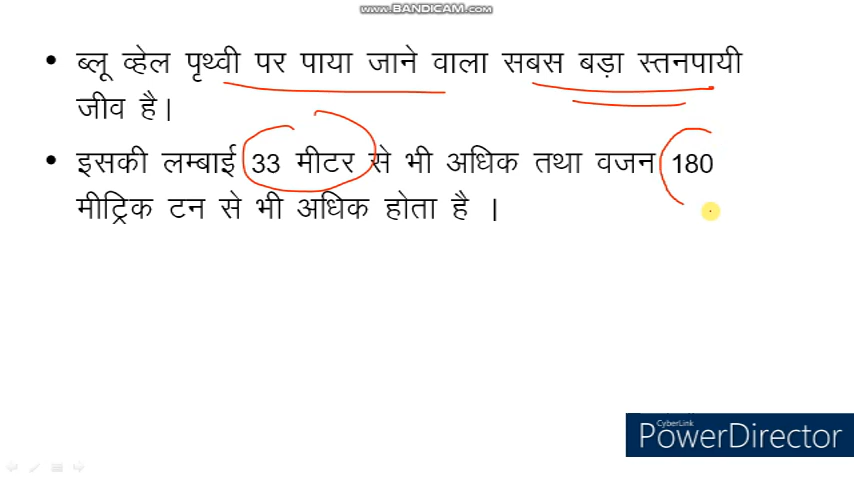 www.BANDICAM.com
• ब्लू व्हेल पृथ्वी पर पाया जाने वाला सबस बड़ा स्तनपायी
जीव है|
• इसकी लम्बाई 33 मीटर से भी अधिक तथा वजन 180
मीट्रिक टन से भी अधिक होता है |
CyberLink
PowerDirector